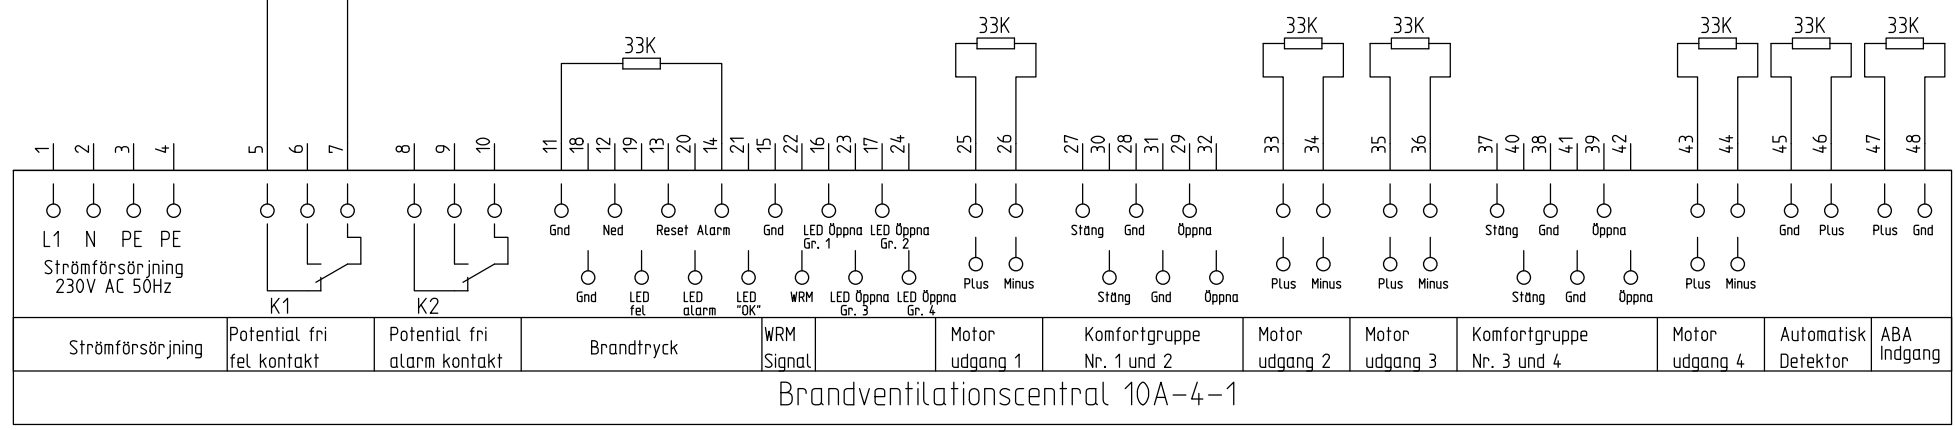 33K 33K 33K 33K 33K 33K 33K
1 2 3 4 5 6 7 8 9 10 11 18 12 19 13 20 14 21 15 22 16 23 17 24 25 26 27 30 28 31 29 32 33 34 35 36 37 40 38 41 39 42 43 44 45 46 47 48
L1 N PE PE
Strömförsörjning
230V AC 50Hz
K1
K2
Gnd Ned Reset Alarm Gnd LED Öppna LED Öppna
Gr. 1 Gr. 2
Gnd LED LED LED WRM LED Öppna LED Öppna
fel alarm "OK" Gr. 3 Gr. 4
Plus Minus
Stäng Gnd Öppna
Stäng Gnd Öppna
Plus Minus
Plus Minus
Stäng Gnd Öppna
Stäng Gnd Öppna
Plus Minus
Gnd Plus
Plus Gnd
Strömförsörjning
Potential fri
fel kontakt
Potential fri
alarm kontakt
Brandtryck
WRM
Signal
Motor
udgang 1
Komfortgruppe
Nr. 1 und 2
Motor
udgang 2
Motor
udgang 3
Komfortgruppe
Nr. 3 und 4
Motor
udgang 4
Automatisk
Detektor
ABA
Indgang
Brandventilationscentral 10A-4-1